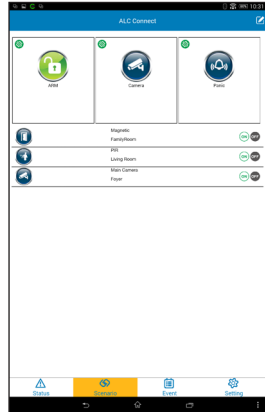 10:31
ALC Connect
ARM
Camera
Panic
Magnetic
FamilyRoom
ON OFF
PIR
Living Room
ON OFF
Main Camera
Foyer
ON OFF
Status
Scenario
Event
Setting